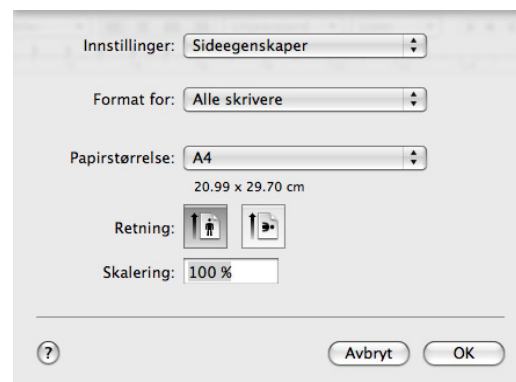 Innstillinger: Sideegenskaper
Format for: Alle skrivere
Papirstørrelse: A4
20.99 x 29.70 cm
Retning:
Skalering: 100 %
? Avbryt OK